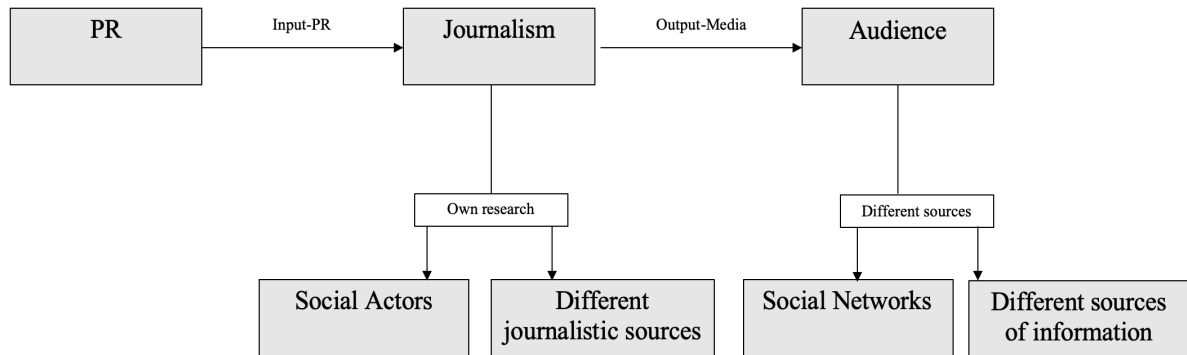 PR
Input-PR
Journalism
Output-Media
Audience
Own research
Different sources
Social Actors
Different
journalistic sources
Social Networks
Different sources
of information